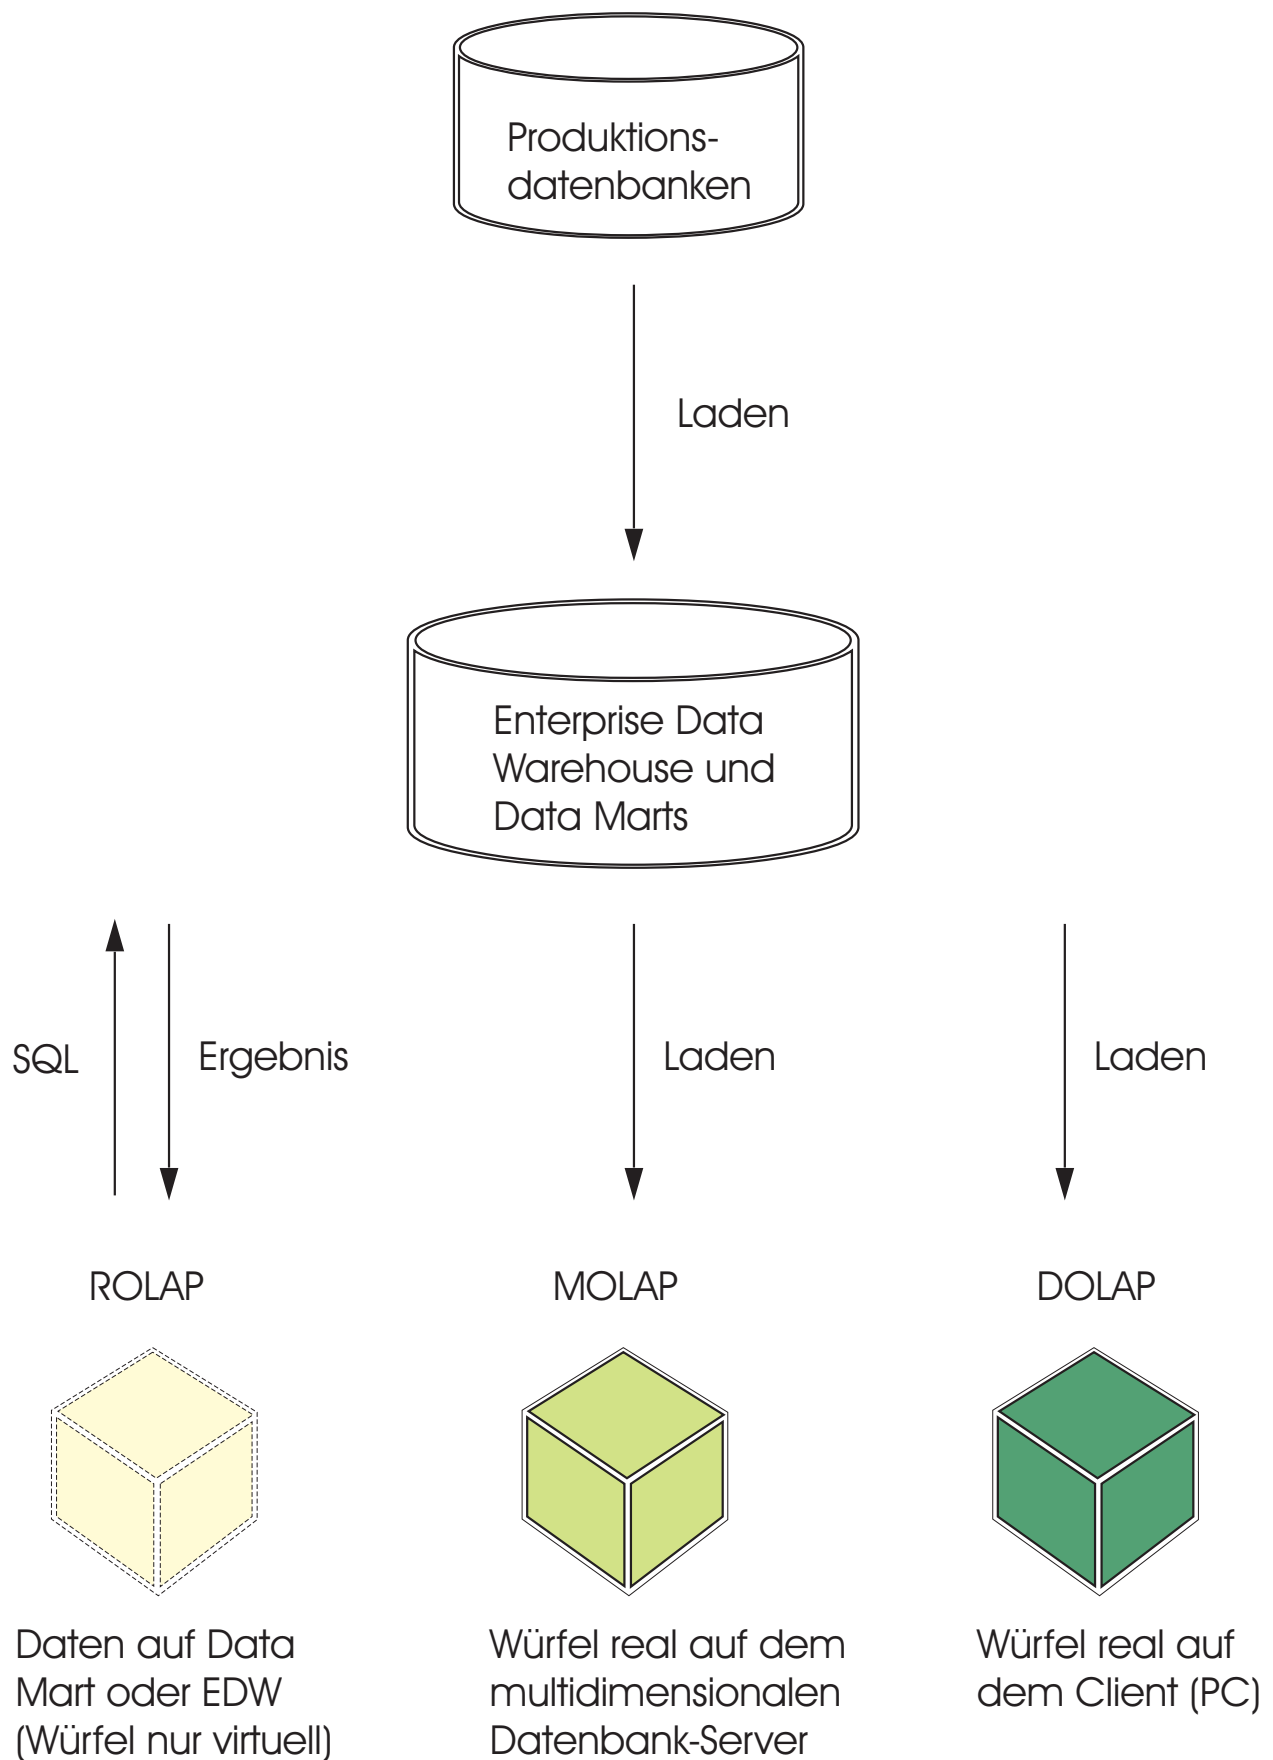 Produktions-
datenbanken
Laden
Enterprise Data
Warehouse und
Data Marts
SQL
Ergebnis
Laden
Laden
ROLAP
MOLAP
DOLAP
Daten auf Data
Mart oder EDW
(Würfel nur virtuell)
Würfel real auf dem
multidimensionalen
Datenbank-Server
Würfel real auf
dem Client (PC)